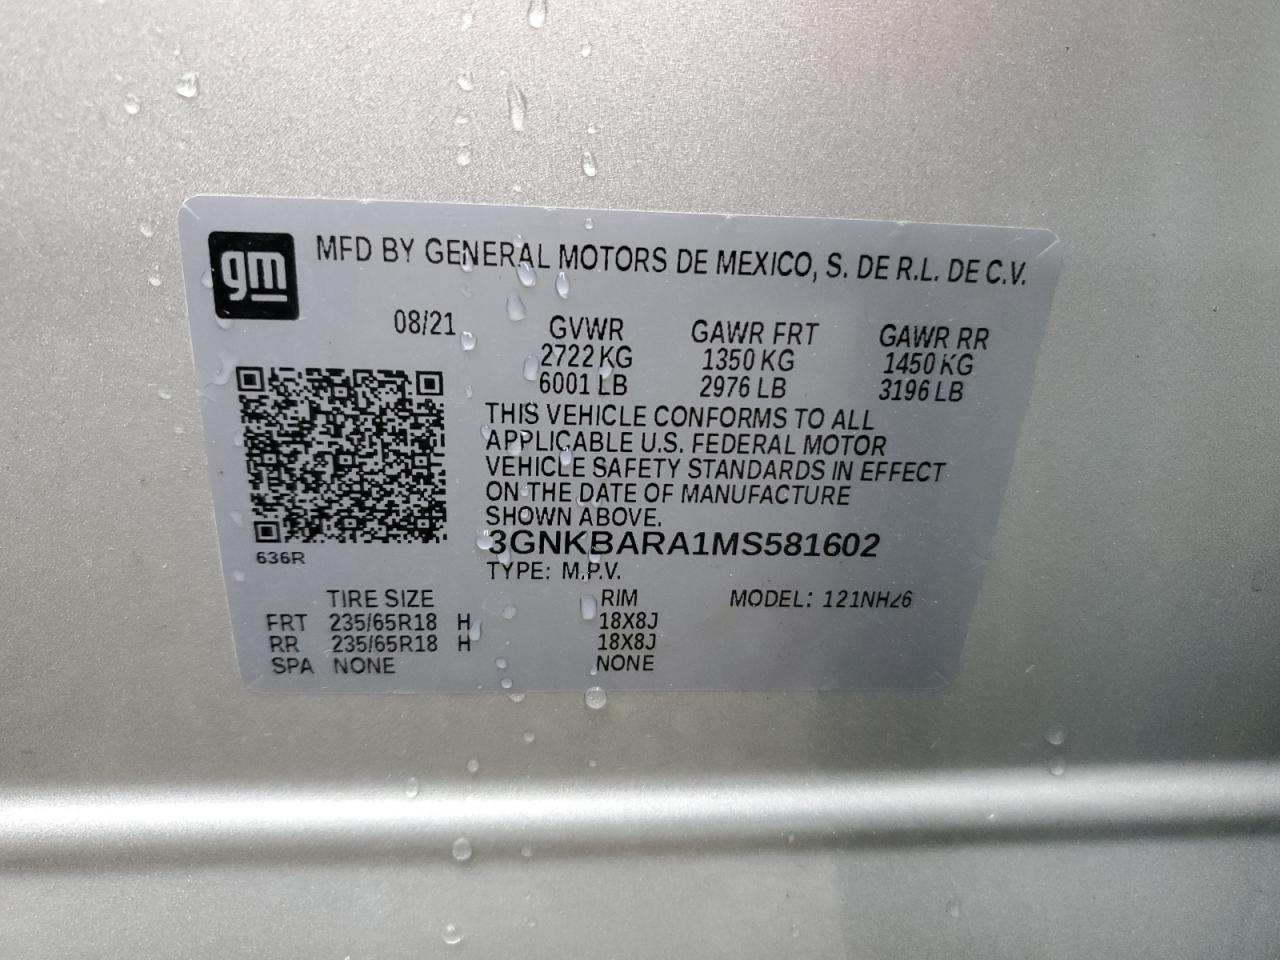 gm
MFD BY GENERAL MOTORS DE MEXICO, S. DE R.L. DE C.V.
08/21 GVWR GAWR FRT GAWR RR
2722 KG 1350 KG 1450 KG
6001 LB 2976 LB 3196 LB
THIS VEHICLE CONFORMS TO ALL
APPLICABLE U.S. FEDERAL MOTOR
VEHICLE SAFETY STANDARDS IN EFFECT
ON THE DATE OF MANUFACTURE
SHOWN ABOVE.
3GNKBARA1MS581602
636R
TYPE: M.P.V.
TIRE SIZE RIM MODEL: 121NH26
FRT 235/65R18 H 18X8J
RR 235/65R18 H 18X8J
SPA NONE NONE